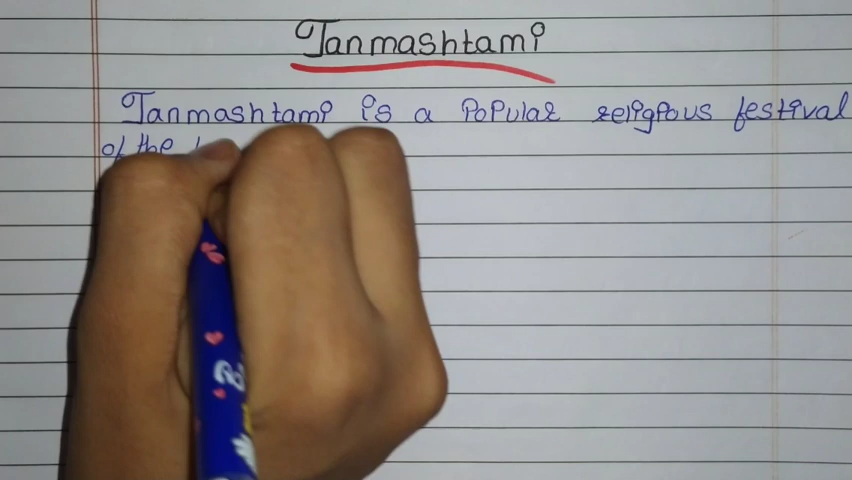 Janmashtami
Janmashtami is a Popular religious festival
of the